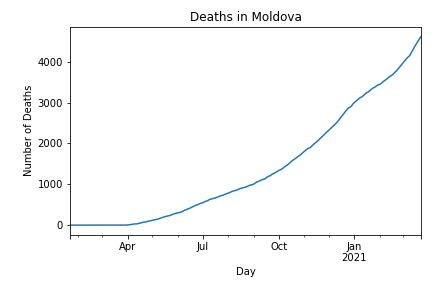 Deaths in Moldova
Number of Deaths
4000
3000
2000
1000
0
Apr
Jul
Oct
Jan
2021
Day